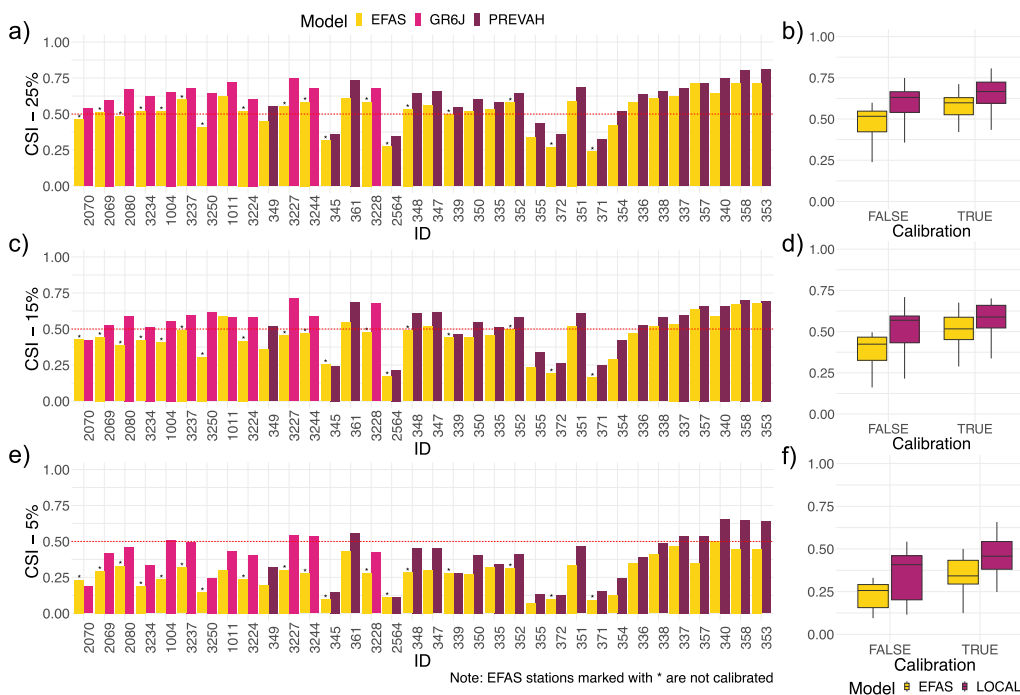 Model EFAS GR6J PREVAH
a)
CSI − 25%
1.00
0.75
0.50
0.25
0.00
* * * * * * * * * * * * * * * * *
2070 2069 2080 3234 1004 3237 3250 1011 3224 349 3227 3244 345 361 3228 2564 348 347 339 350 335 352 355 372 351 371 354 336 338 337 357 340 358 353
ID
b)
1.00
0.75
0.50
0.25
0.00
FALSE TRUE
Calibration
c)
CSI − 15%
1.00
0.75
0.50
0.25
0.00
* * * * * * * * * * * * * * * * *
2070 2069 2080 3234 1004 3237 3250 1011 3224 349 3227 3244 345 361 3228 2564 348 347 339 350 335 352 355 372 351 371 354 336 338 337 357 340 358 353
ID
d)
1.00
0.75
0.50
0.25
0.00
FALSE TRUE
Calibration
e)
CSI − 5%
1.00
0.75
0.50
0.25
0.00
* * * * * * * * * * * * * * * * *
2070 2069 2080 3234 1004 3237 3250 1011 3224 349 3227 3244 345 361 3228 2564 348 347 339 350 335 352 355 372 351 371 354 336 338 337 357 340 358 353
ID
Note: EFAS stations marked with * are not calibrated
f)
1.00
0.75
0.50
0.25
0.00
FALSE TRUE
Calibration
Model EFAS LOCAL